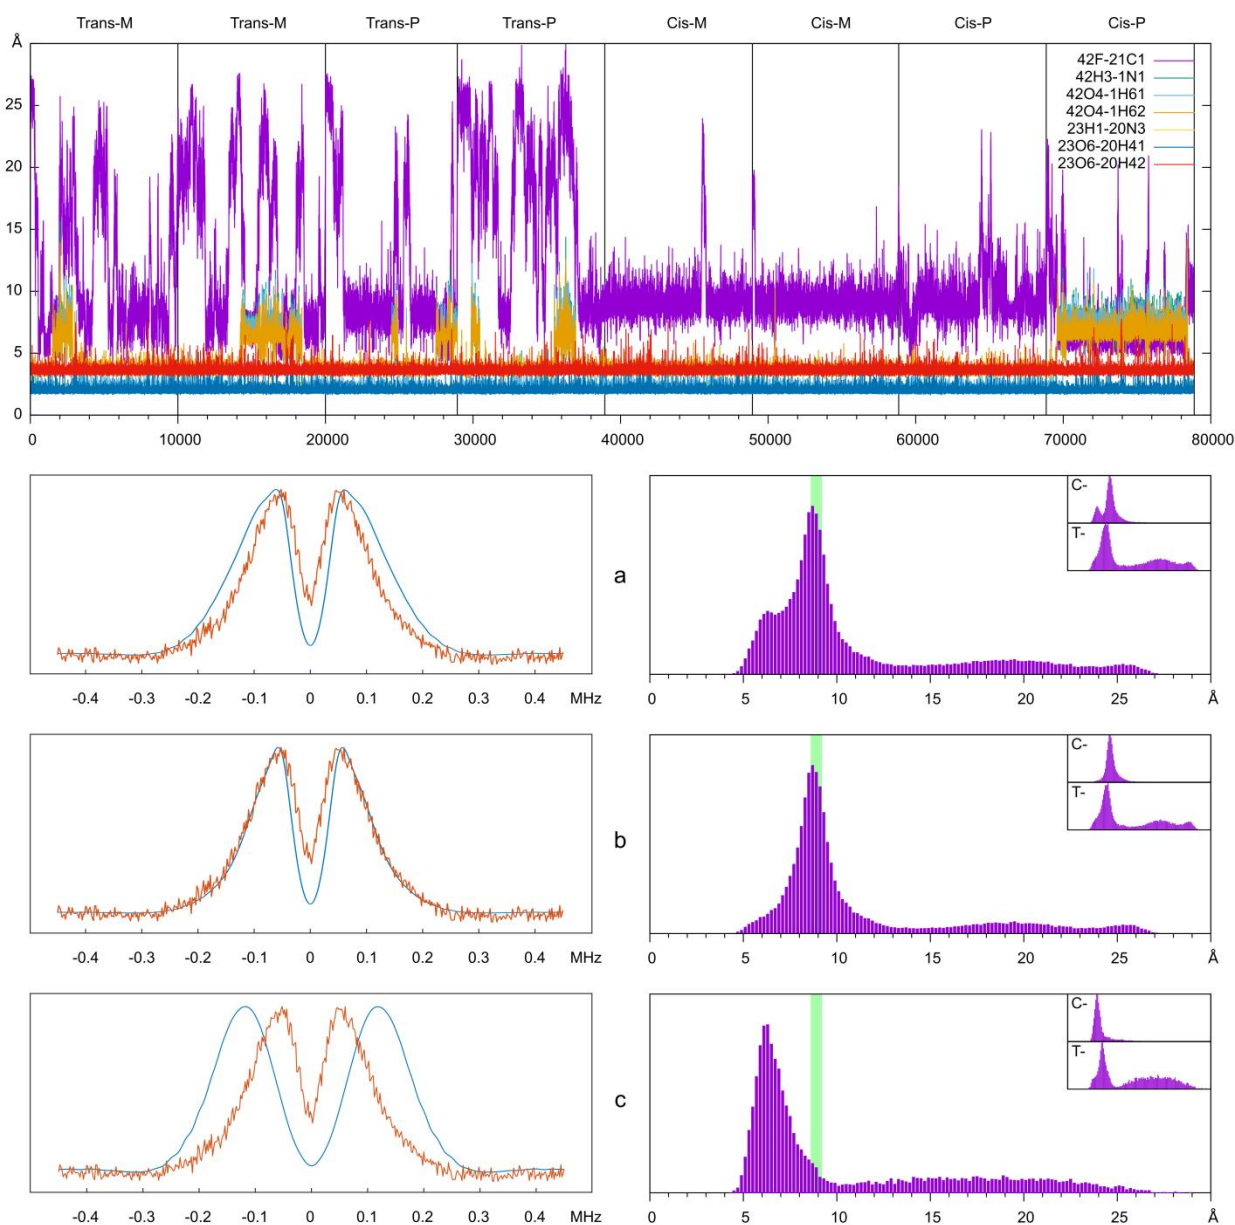 Trans-M Trans-M Trans-P Trans-P Cis-M Cis-M Cis-P Cis-P
Å
25
20
15
10
5
0
42F-21C1
42H3-1N1
42O4-1H61
42O4-1H62
23H1-20N3
23O6-20H41
23O6-20H42
0 10000 20000 30000 40000 50000 60000 70000 80000
C-
T-
a
-0.4 -0.3 -0.2 -0.1 0 0.1 0.2 0.3 0.4 MHz
0 5 10 15 20 25 Å
C-
T-
b
-0.4 -0.3 -0.2 -0.1 0 0.1 0.2 0.3 0.4 MHz
0 5 10 15 20 25 Å
C-
T-
c
-0.4 -0.3 -0.2 -0.1 0 0.1 0.2 0.3 0.4 MHz
0 5 10 15 20 25 Å